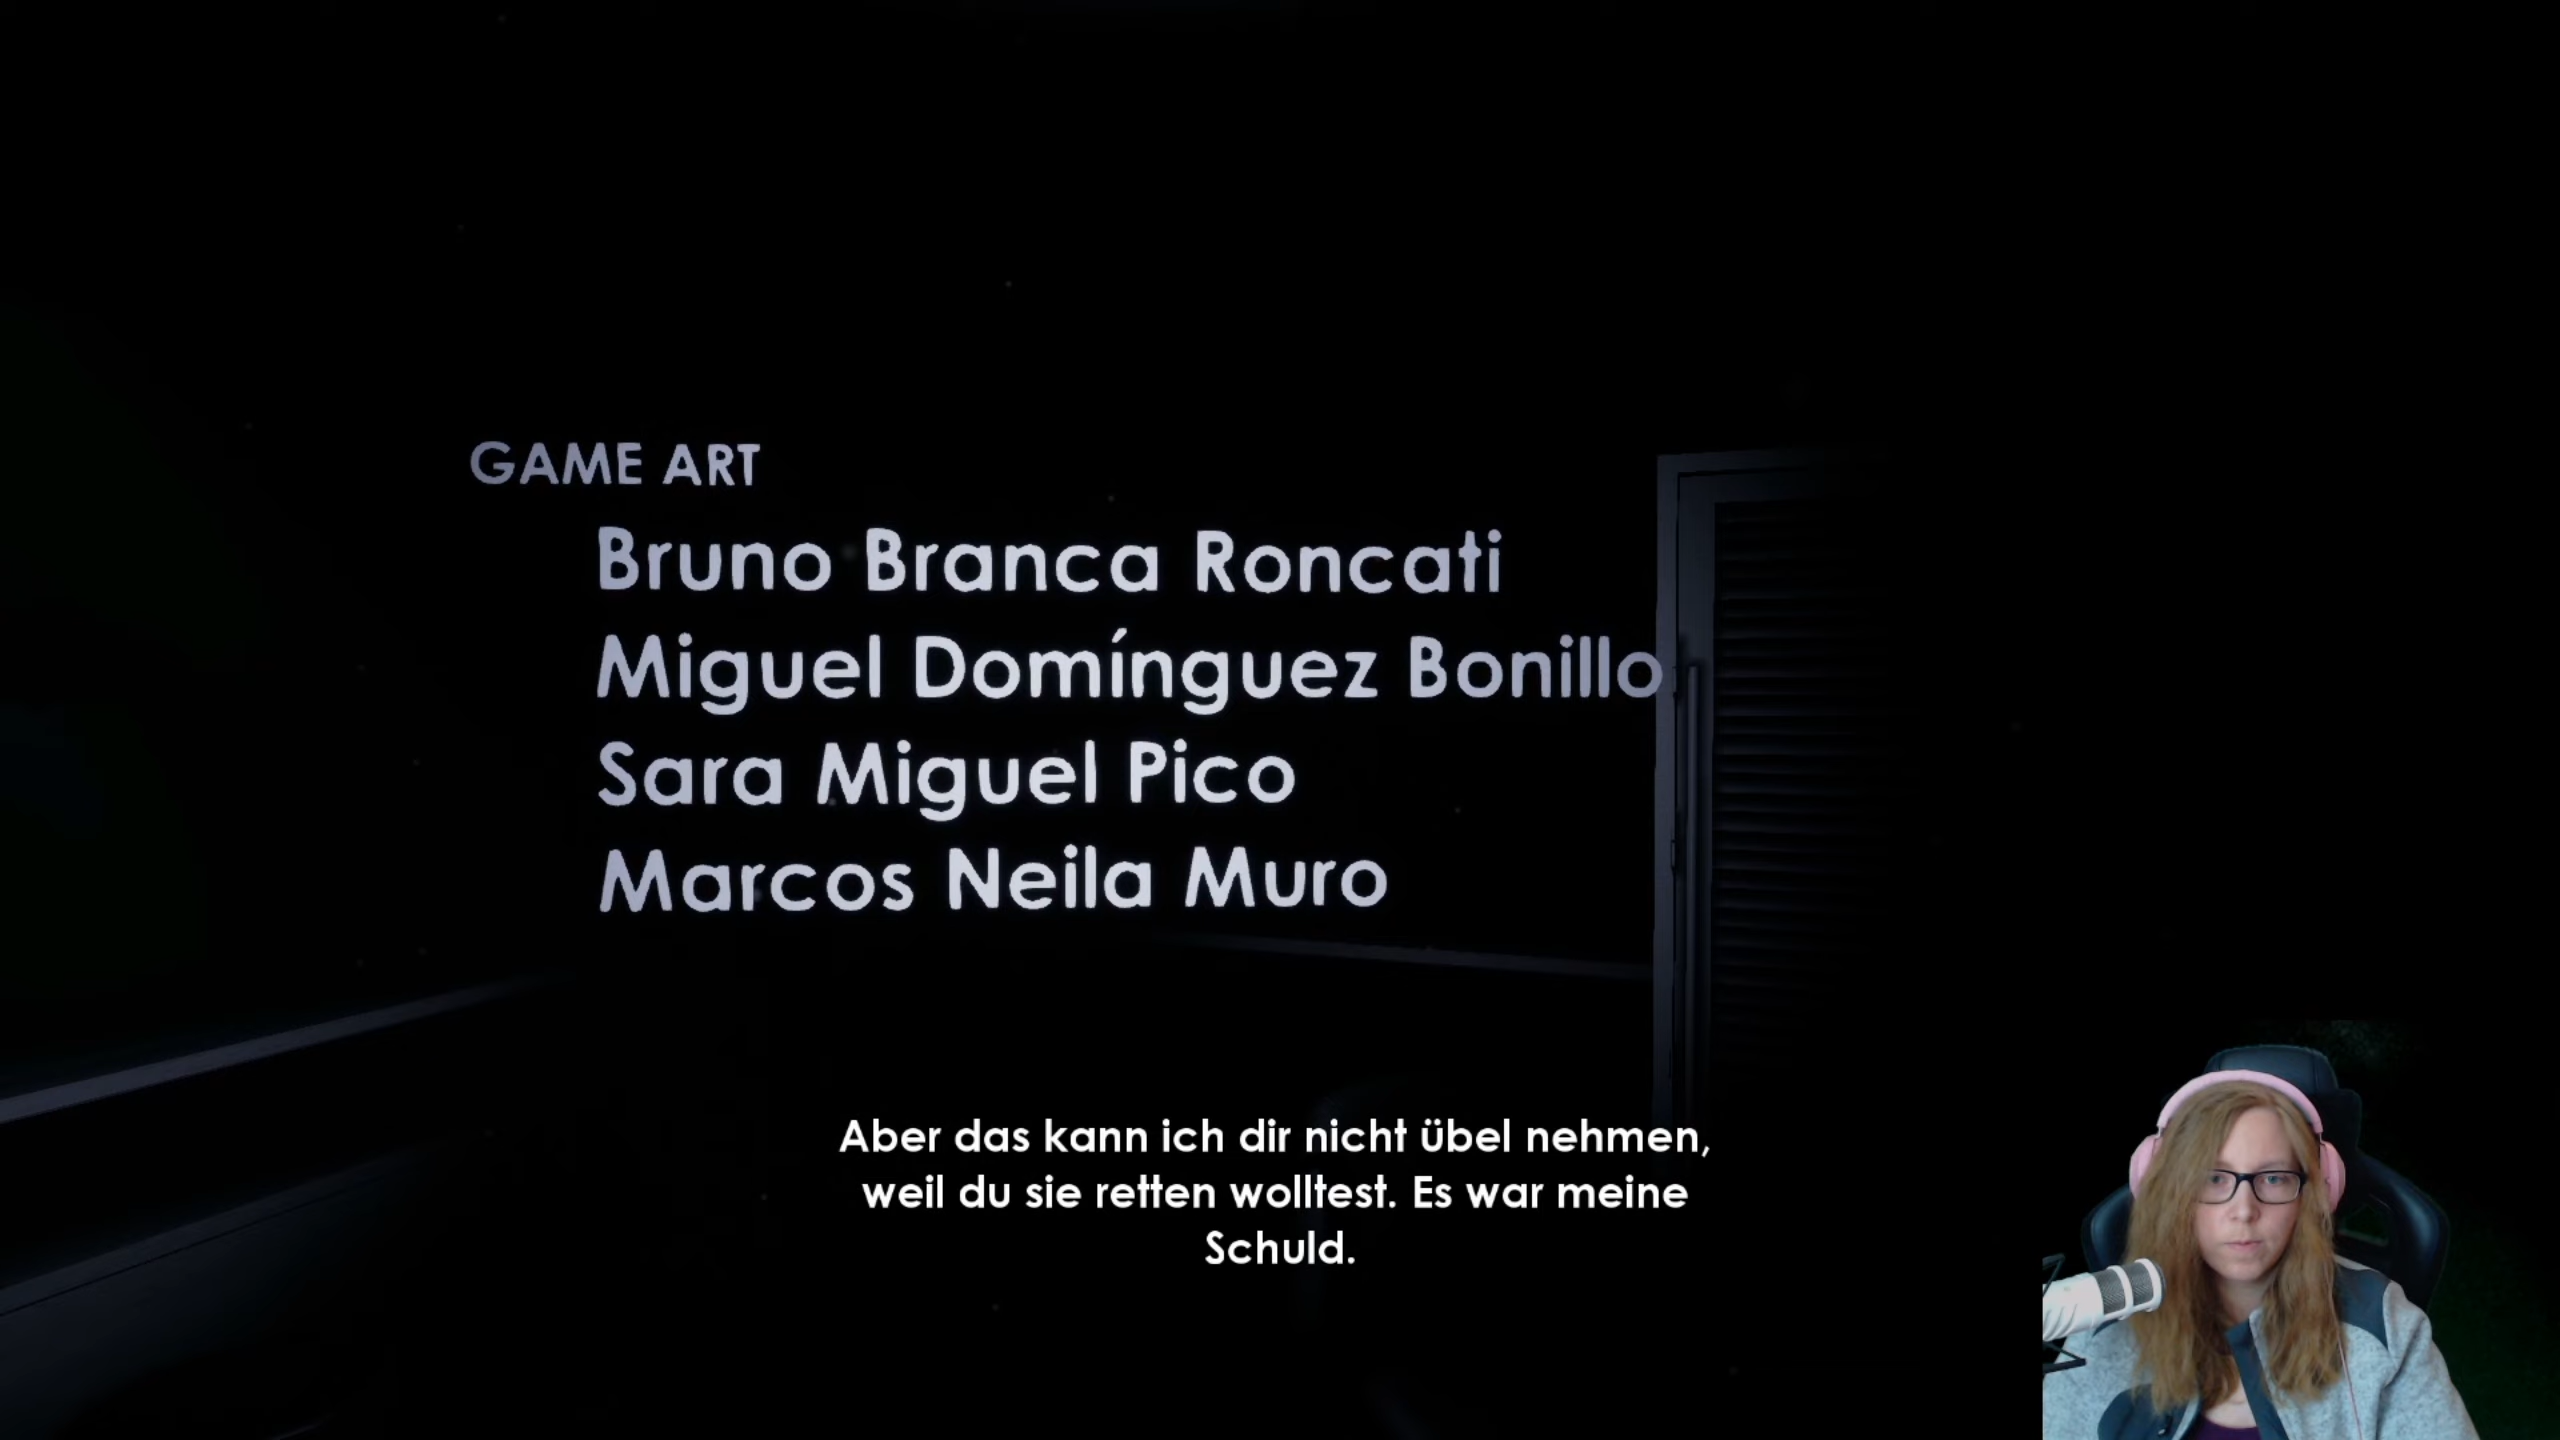 GAME ART
Bruno Branca Roncati
Miguel Domínguez Bonillo
Sara Miguel Pico
Marcos Neila Muro
Aber das kann ich dir nicht übel nehmen,
weil du sie retten wolltest. Es war meine
Schuld.